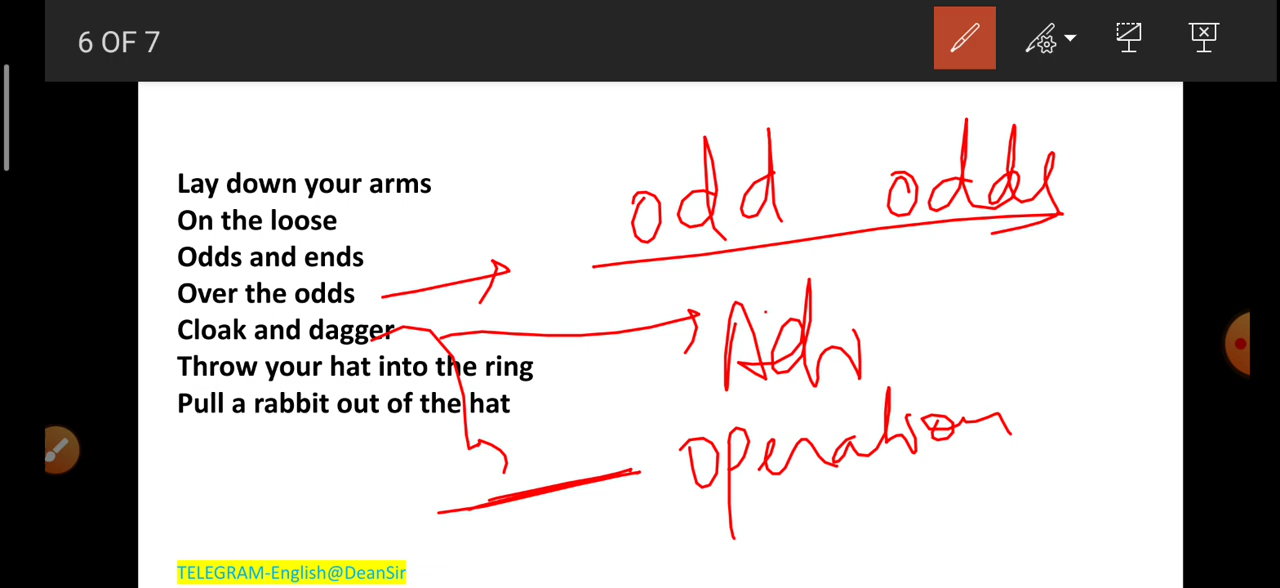 6 OF 7
odd odds
Lay down your arms
On the loose
Odds and ends
Over the odds
Cloak and dagger
Adv
Throw your hat into the ring
Pull a rabbit out of the hat
operation
TELEGRAM-English@DeanSir